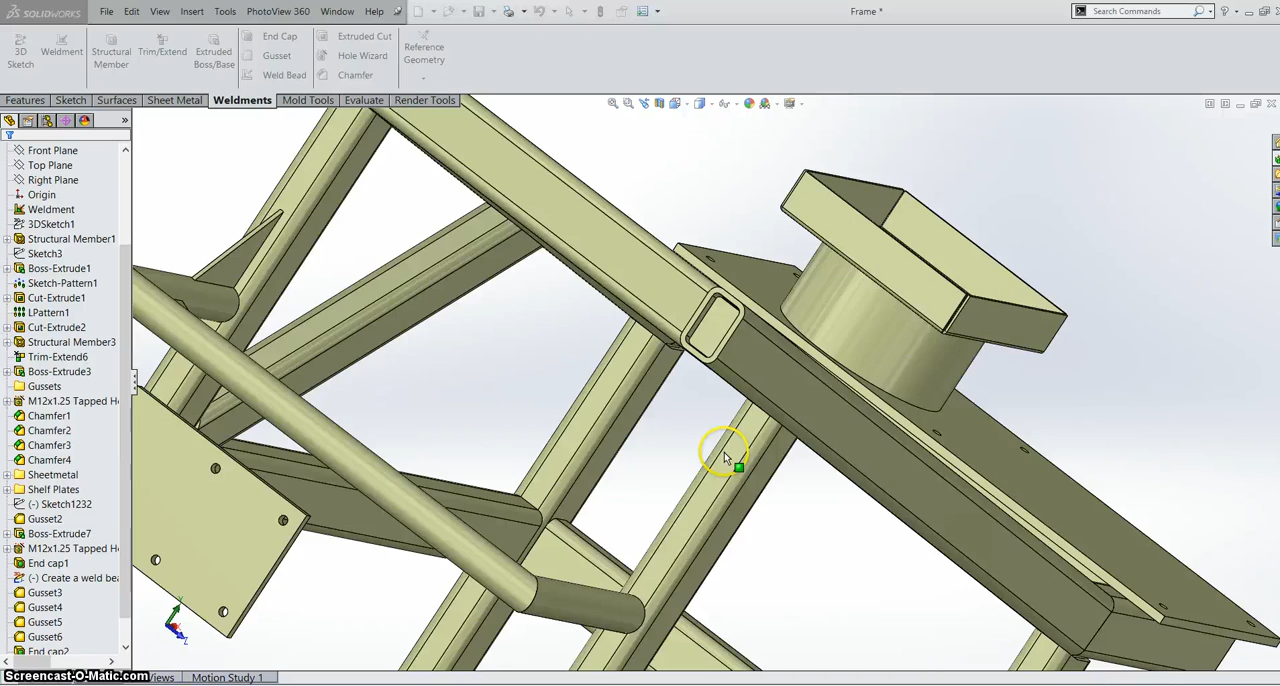 SOLIDWORKS File Edit View Insert Tools PhotoView 360 Window Help Frame * Search Commands
3D Sketch Weldment Structural Member Trim/Extend Extruded Boss/Base End Cap Gusset Weld Bead Extruded Cut Hole Wizard Chamfer Reference Geometry
Features Sketch Surfaces Sheet Metal Weldments Mold Tools Evaluate Render Tools
Front Plane
Top Plane
Right Plane
Origin
Weldment
3DSketch1
Structural Member1
Sketch3
Boss-Extrude1
Sketch-Pattern1
Cut-Extrude1
LPattern1
Cut-Extrude2
Structural Member3
Trim-Extend6
Boss-Extrude3
Gussets
M12x1.25 Tapped H
Chamfer1
Chamfer2
Chamfer3
Chamfer4
Sheetmetal
Shelf Plates
(-) Sketch1232
Gusset2
Boss-Extrude7
M12x1.25 Tapped H
End cap1
(-) Create a weld bea
Gusset3
Gusset4
Gusset5
Gusset6
End cap2
Y
Z
Screencast-O-Matic.com Views Motion Study 1